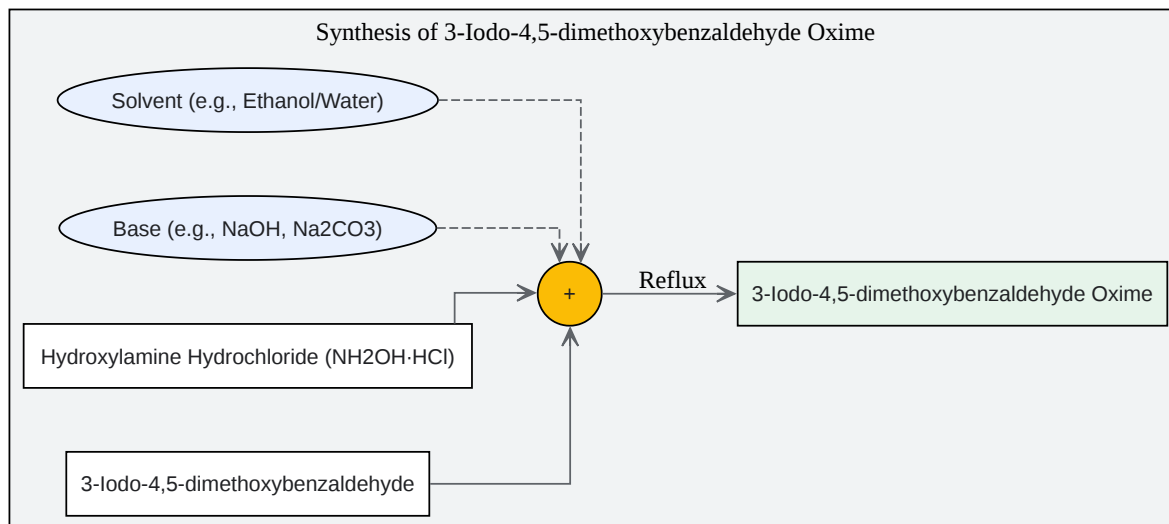 Synthesis of 3-Iodo-4,5-dimethoxybenzaldehyde Oxime
Solvent (e.g., Ethanol/Water)
Base (e.g., NaOH, Na2CO3)
+
Reflux
3-Iodo-4,5-dimethoxybenzaldehyde Oxime
Hydroxylamine Hydrochloride (NH2OH·HCl)
3-Iodo-4,5-dimethoxybenzaldehyde